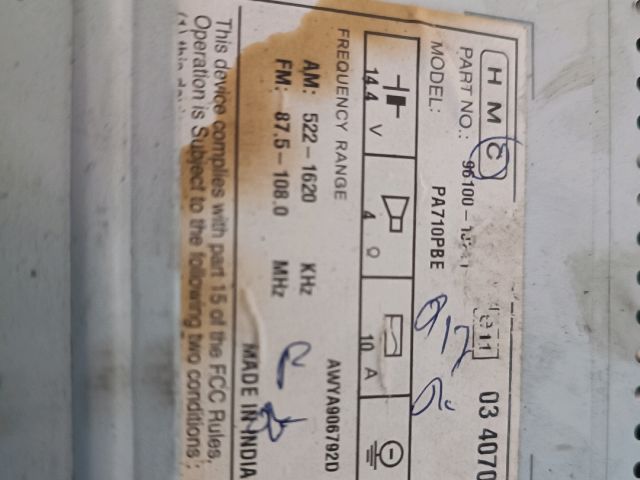 HMC
03 4070
PART NO.: 96100-
MODEL: PA710PBE
14.4 V 4 Ω 10 A
FREQUENCY RANGE AWYA906792D
AM: 522-1620 KHz
FM: 87.5-108.0 MHz
MADE IN INDIA
This device complies with part 15 of the FCC Rules,
Operation is Subject to the following two conditions :